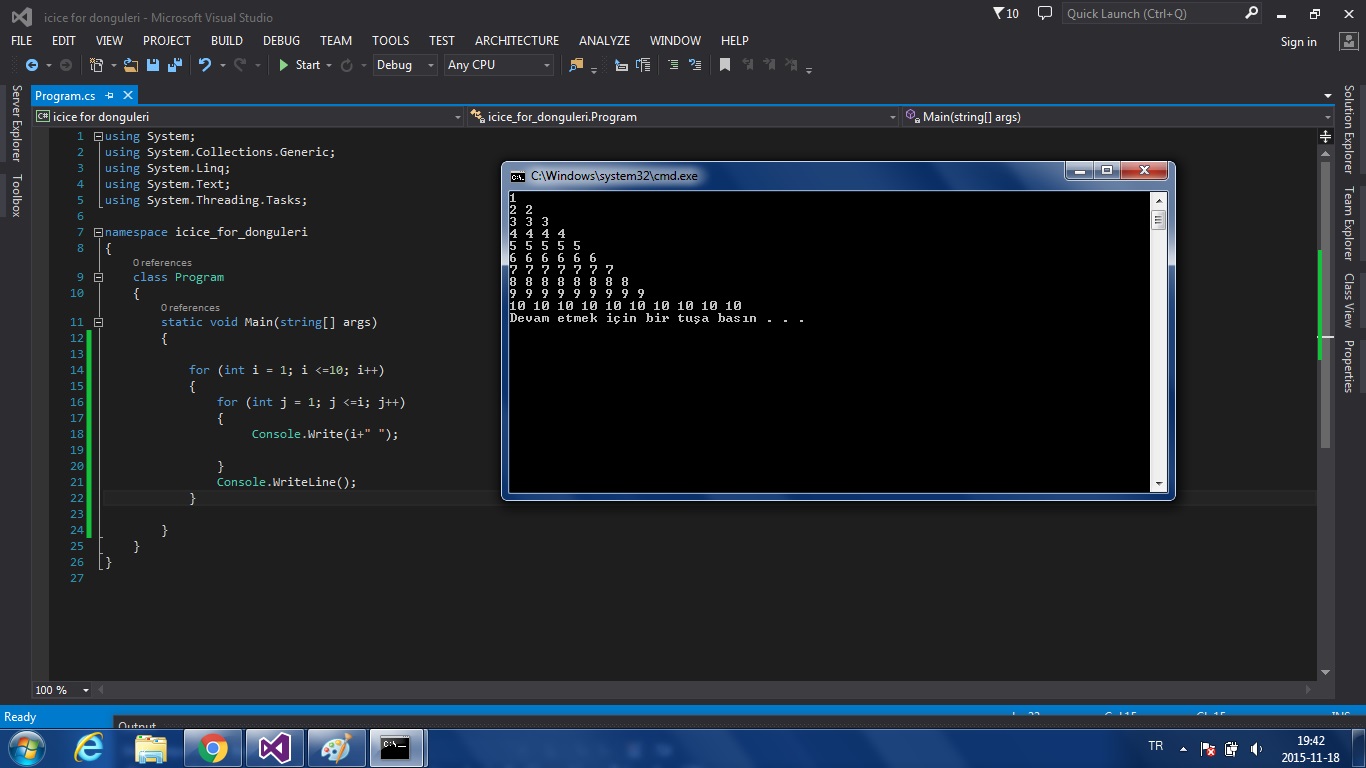 icice for donguleri - Microsoft Visual Studio
10
Quick Launch (Ctrl+Q)
FILE EDIT VIEW PROJECT BUILD DEBUG TEAM TOOLS TEST ARCHITECTURE ANALYZE WINDOW HELP
Sign in
Start Debug Any CPU
Server Explorer
Toolbox
Program.cs
icice for donguleri
icice_for_donguleri.Program
Main(string[] args)
1 using System;
2 using System.Collections.Generic;
3 using System.Linq;
4 using System.Text;
5 using System.Threading.Tasks;
6
7 namespace icice_for_donguleri
8 {
0 references
9 class Program
10 {
0 references
11 static void Main(string[] args)
12 {
13
14 for (int i = 1; i <=10; i++)
15 {
16 for (int j = 1; j <=i; j++)
17 {
18 Console.Write(i+" ");
19
20 }
21 Console.WriteLine();
22 }
23
24 }
25 }
26 }
27
C:\Windows\system32\cmd.exe
1
2 2
3 3 3
4 4 4 4
5 5 5 5 5
6 6 6 6 6 6
7 7 7 7 7 7 7
8 8 8 8 8 8 8 8
9 9 9 9 9 9 9 9 9
10 10 10 10 10 10 10 10 10 10
Devam etmek için bir tuşa basın . . .
Solution Explorer
Team Explorer
Class View
Properties
100 %
Ready
Output
TR
19:42
2015-11-18